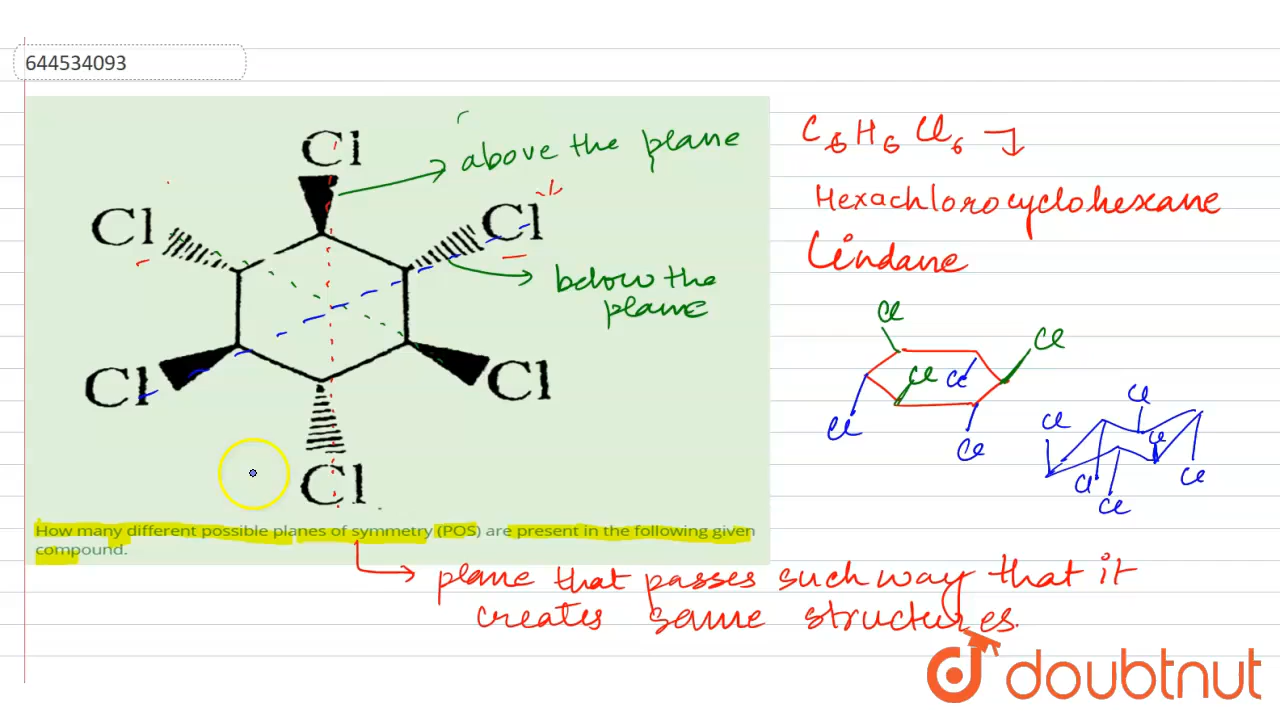 644534093
Cl
above the plane
Cl
Cl
below the
plane
Cl
Cl
Cl
How many different possible planes of symmetry (POS) are present in the following given
compound.
plane that passes such way that it
creates same structures.
C6H6Cl6
Hexachlorocyclohexane
Lindane
Cl
Cl
Cl
Cl
Cl
Cl
Cl
Cl
Cl
Cl
Cl
Cl
doubtnut